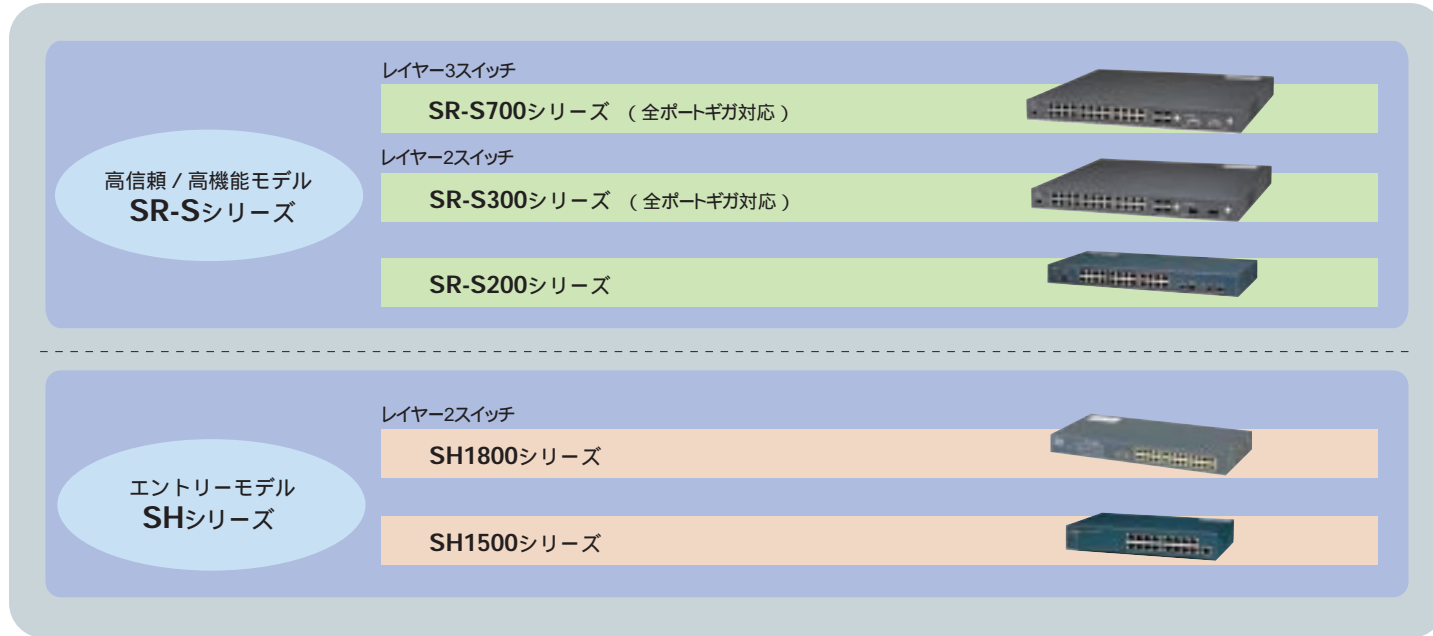 レイヤー3スイッチ
SR-S700シリーズ （全ポートギガ対応）
レイヤー2スイッチ
高信頼 / 高機能モデル
SR-Sシリーズ
SR-S300シリーズ （全ポートギガ対応）
SR-S200シリーズ
レイヤー2スイッチ
SH1800シリーズ
エントリーモデル
SHシリーズ
SH1500シリーズ